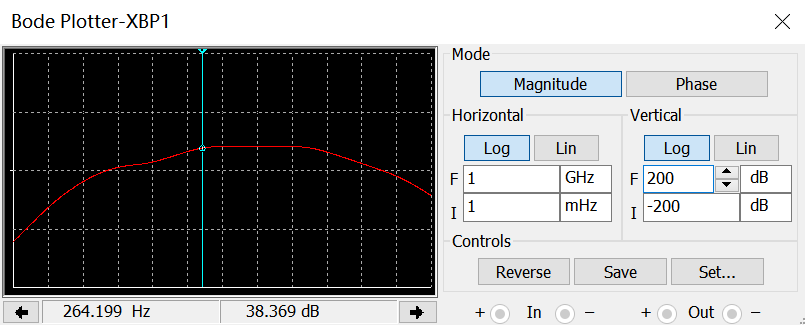 Bode Plotter-XBP1
Mode
Magnitude Phase
Horizontal Vertical
Log Lin Log Lin
F 1 GHz F 200 dB
I 1 mHz I -200 dB
Controls
Reverse Save Set...
264.199 Hz 38.369 dB + In − + Out −